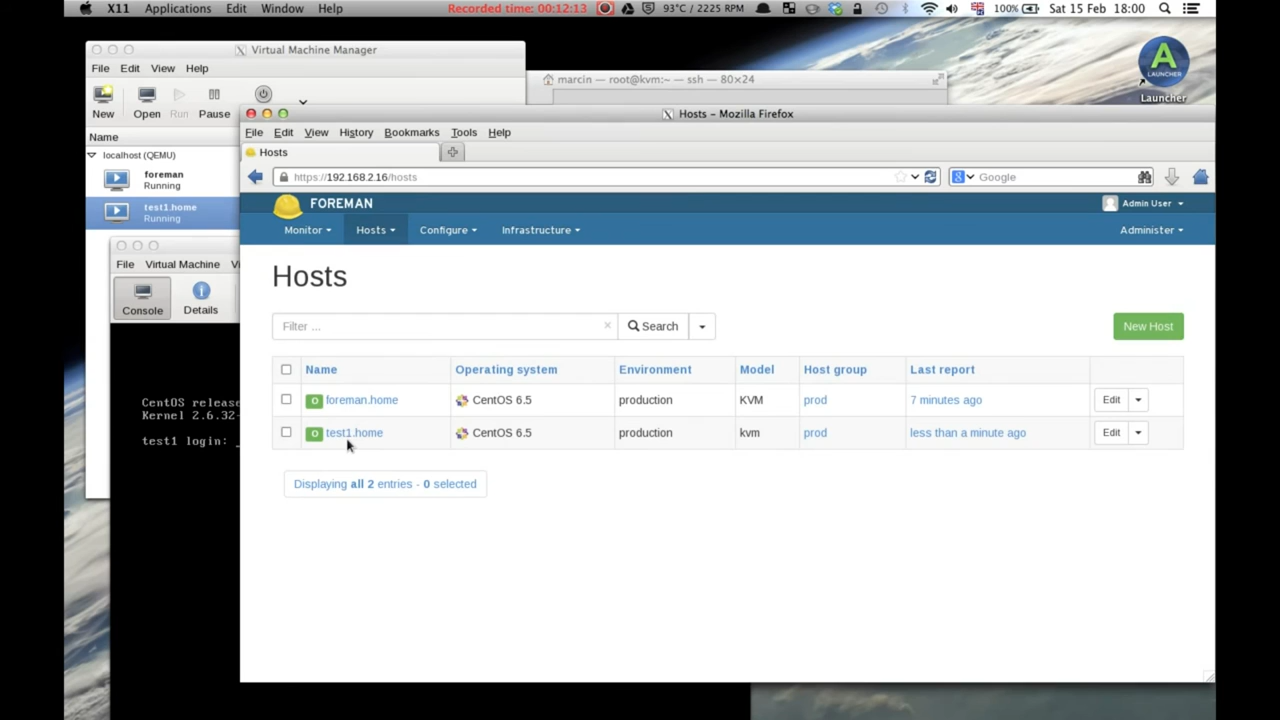 X11 Applications Edit Window Help Recorded time: 00:12:13 93°C / 2225 RPM 100% Sat 15 Feb 18:00
Virtual Machine Manager
File Edit View Help
New Open Run Pause
Name
localhost (QEMU)
foreman
Running
test1.home
Running
marcin — root@kvm:~ — ssh — 80×24
A
LAUNCHER
Launcher
File Virtual Machine
Console Details
CentOS release
Kernel 2.6.32-
test1 login: _
Hosts – Mozilla Firefox
File Edit View History Bookmarks Tools Help
Hosts
https://192.168.2.16/hosts
Google
FOREMAN
Admin User
Monitor Hosts Configure Infrastructure Administer
Hosts
Filter ... × Search
New Host
Name Operating system Environment Model Host group Last report
O foreman.home CentOS 6.5 production KVM prod 7 minutes ago Edit
O test1.home CentOS 6.5 production kvm prod less than a minute ago Edit
Displaying all 2 entries - 0 selected